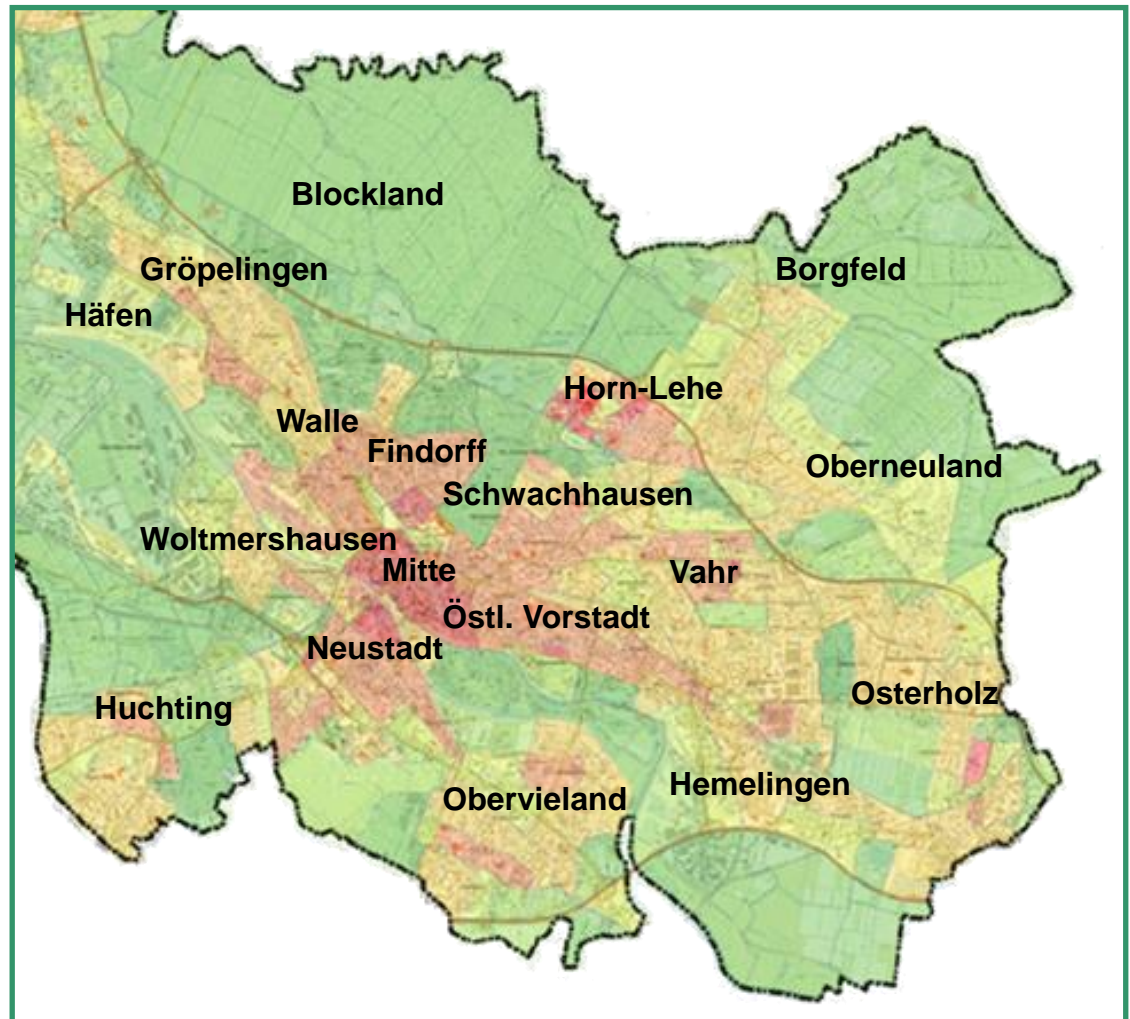 Blockland
Borgfeld
Gröpelingen
Häfen
Horn-Lehe
Walle
Findorff
Oberneuland
Schwachhausen
Woltmershausen
Mitte
Vahr
Östl. Vorstadt
Neustadt
Osterholz
Huchting
Hemelingen
Obervieland